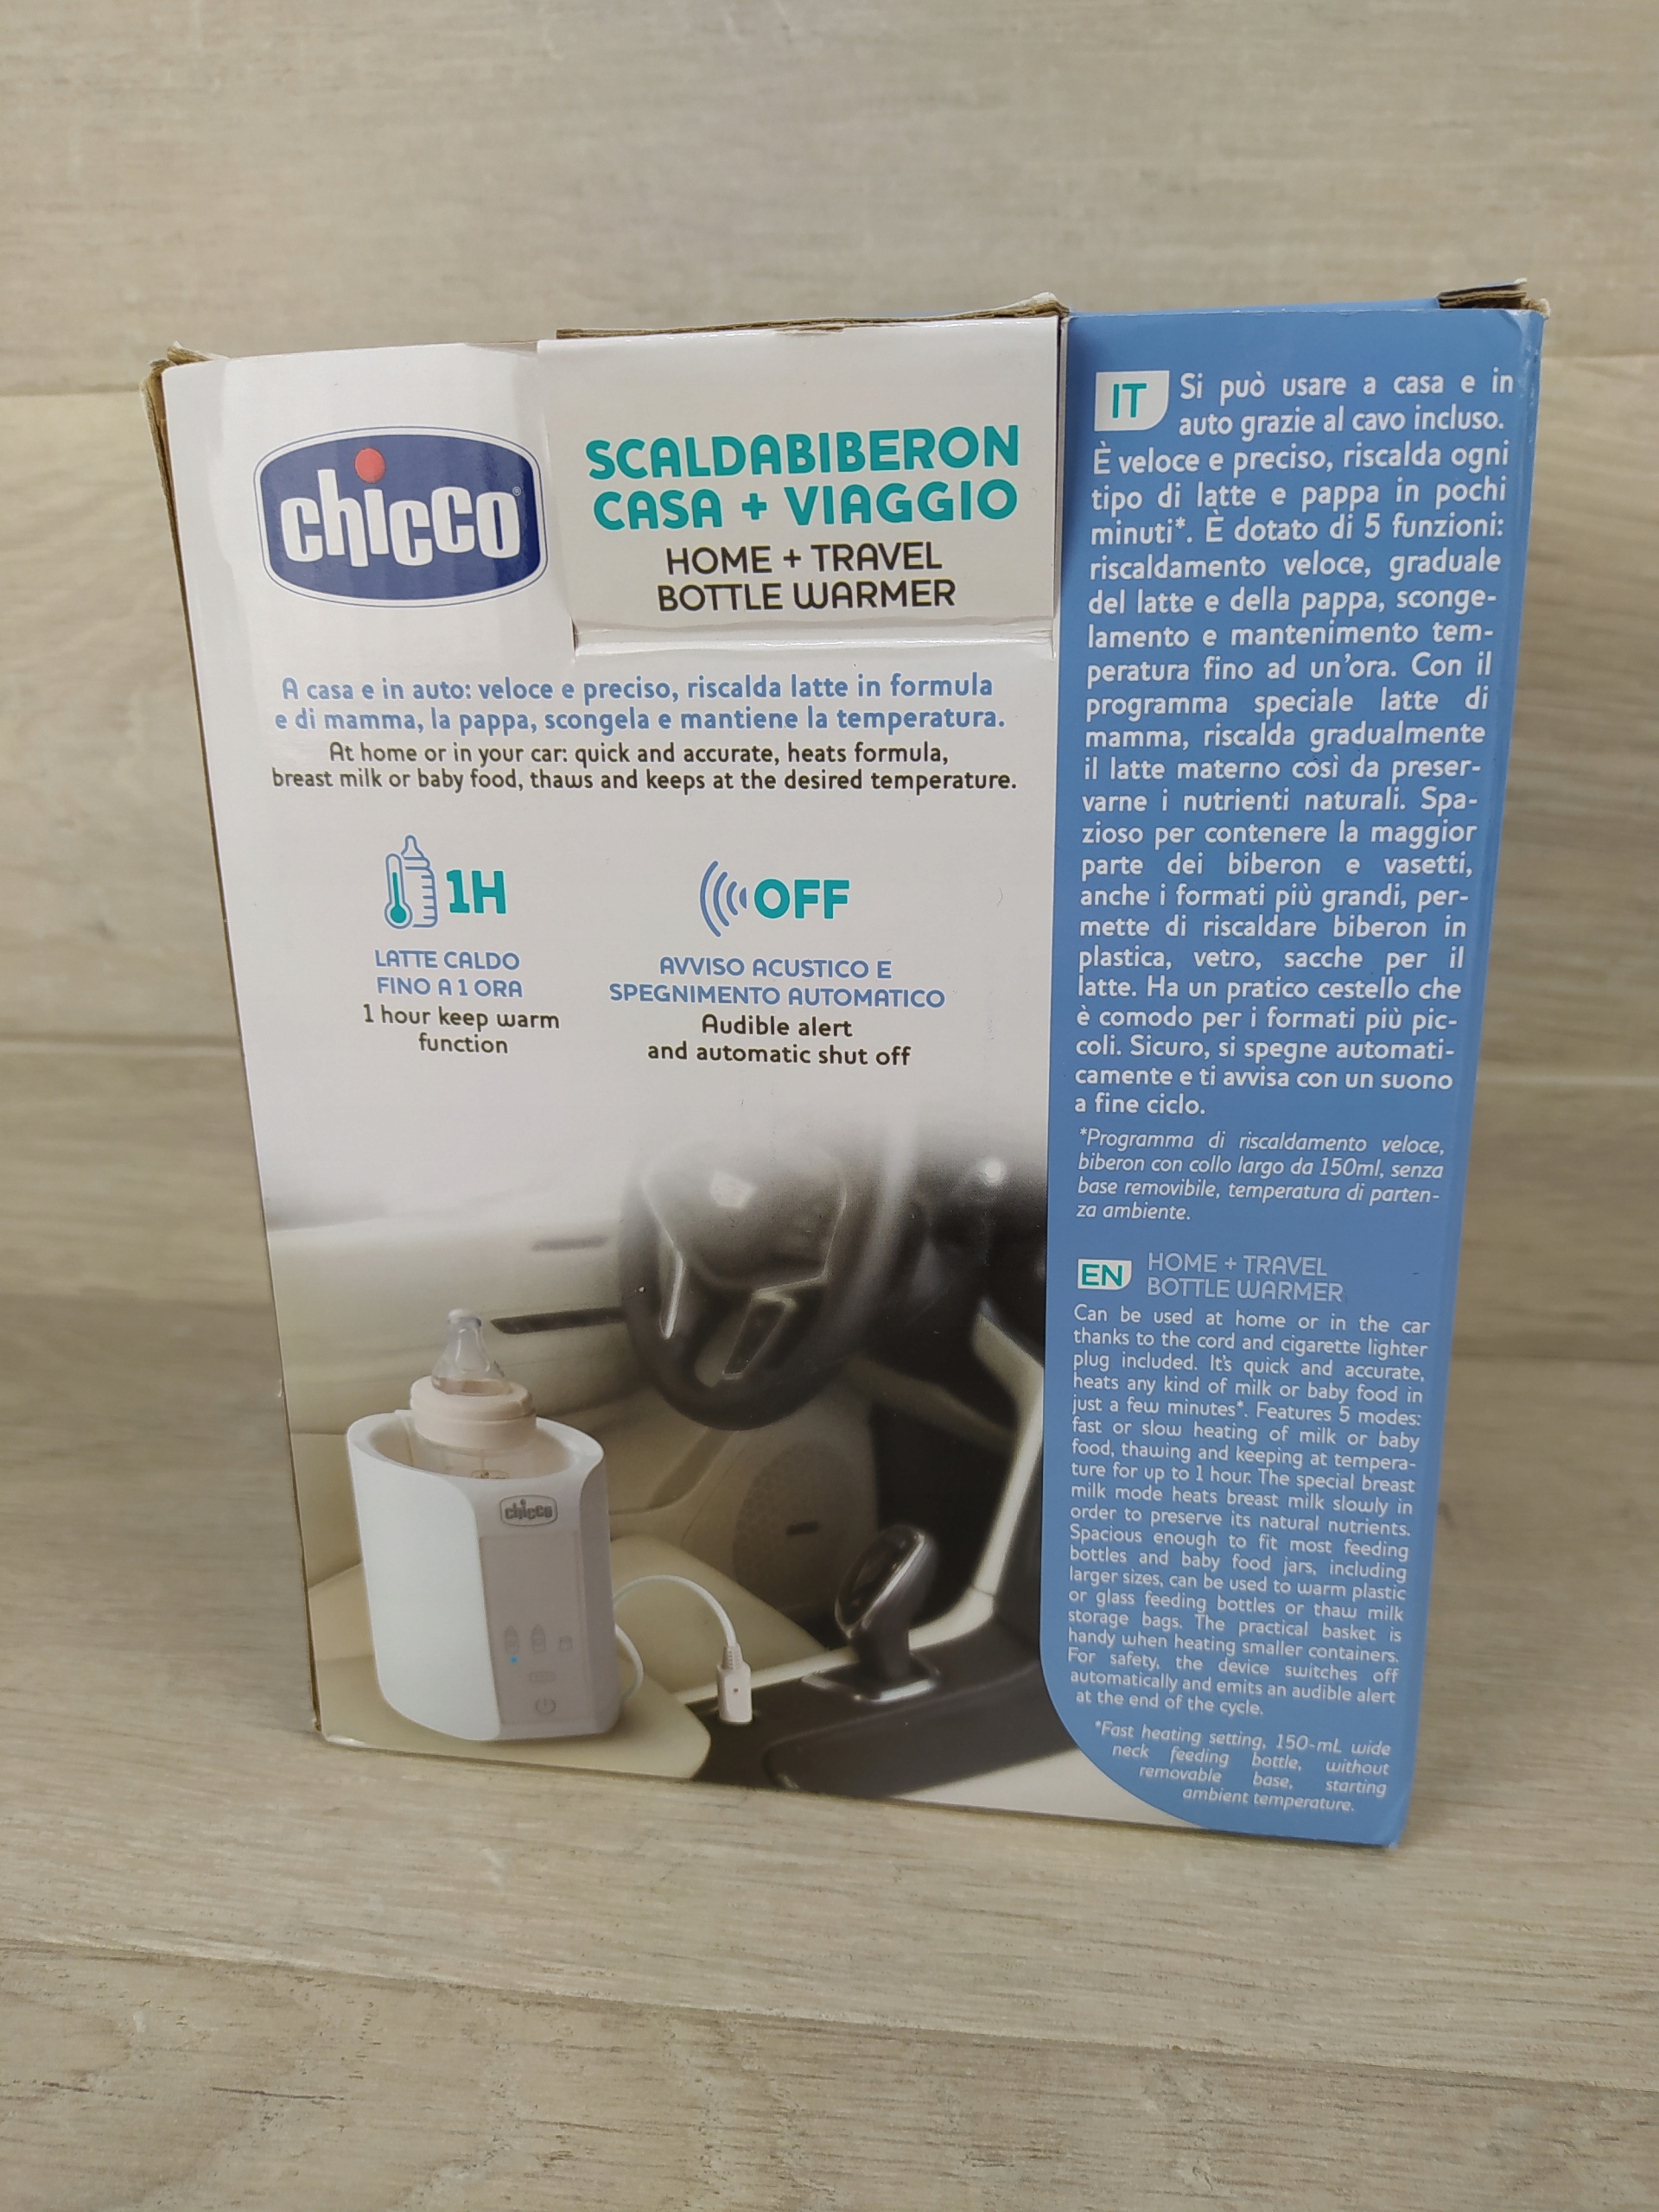 chicco
SCALDABIBERON
CASA + VIAGGIO
HOME + TRAVEL
BOTTLE WARMER
A casa e in auto: veloce e preciso, riscalda latte in formula
e di mamma, la pappa, scongela e mantiene la temperatura.
At home or in your car: quick and accurate, heats formula,
breast milk or baby food, thaws and keeps at the desired temperature.
1H
LATTE CALDO
FINO A 1 ORA
1 hour keep warm
function
OFF
AVVISO ACUSTICO E
SPEGNIMENTO AUTOMATICO
Audible alert
and automatic shut off
chicco
IT
Si può usare a casa e in
auto grazie al cavo incluso.
È veloce e preciso, riscalda ogni
tipo di latte e pappa in pochi
minuti*. È dotato di 5 funzioni:
riscaldamento veloce, graduale
del latte e della pappa, sconge-
lamento e mantenimento tem-
peratura fino ad un'ora. Con il
programma speciale latte di
mamma, riscalda gradualmente
il latte materno così da preser-
varne i nutrienti naturali. Spa-
zioso per contenere la maggior
parte dei biberon e vasetti,
anche i formati più grandi, per-
mette di riscaldare biberon in
plastica, vetro, sacche per il
latte. Ha un pratico cestello che
è comodo per i formati più pic-
coli. Sicuro, si spegne automati-
camente e ti avvisa con un suono
a fine ciclo.
*Programma di riscaldamento veloce,
biberon con collo largo da 150ml, senza
base removibile, temperatura di parten-
za ambiente.
EN
HOME + TRAVEL
BOTTLE WARMER
Can be used at home or in the car
thanks to the cord and cigarette lighter
plug included. It's quick and accurate,
heats any kind of milk or baby food in
just a few minutes*. Features 5 modes:
fast or slow heating of milk or baby
food, thawing and keeping at tempera-
ture for up to 1 hour. The special breast
milk mode heats breast milk slowly in
order to preserve its natural nutrients.
Spacious enough to fit most feeding
bottles and baby food jars, including
larger sizes, can be used to warm plastic
or glass feeding bottles or thaw milk
storage bags. The practical basket is
handy when heating smaller containers.
For safety, the device switches off
automatically and emits an audible alert
at the end of the cycle.
*Fast heating setting, 150-mL wide
neck feeding bottle, without
removable base, starting
ambient temperature.